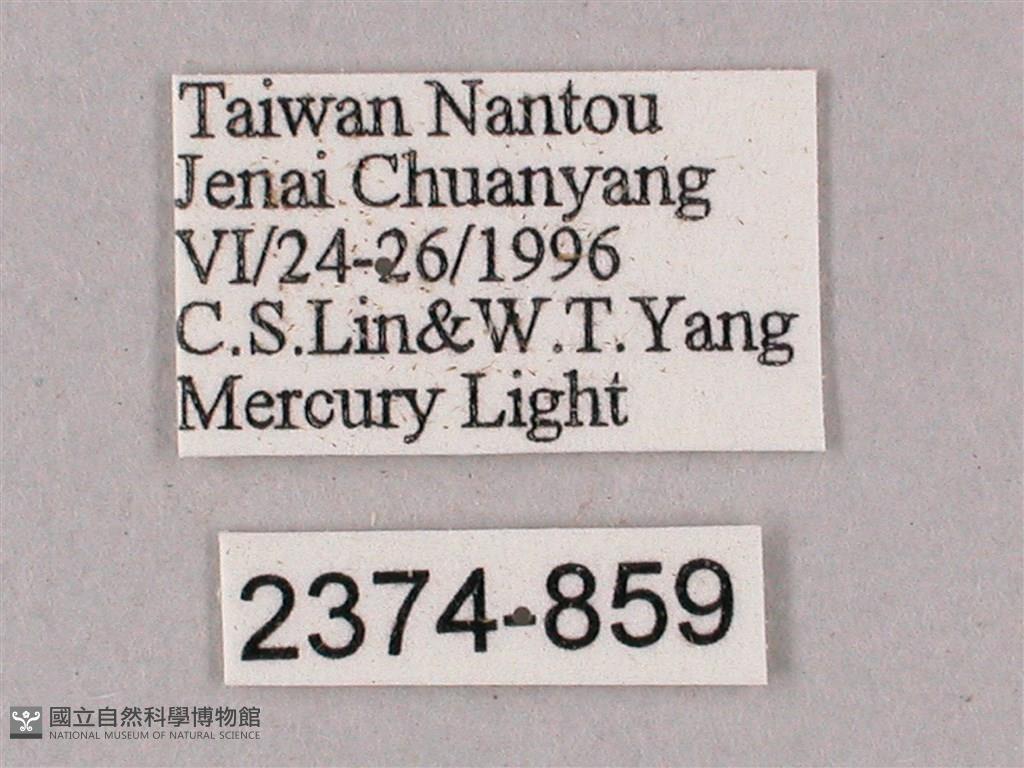 Taiwan Nantou
Jenai Chuanyang
VI/24-26/1996
C.S.Lin&W.T.Yang
Mercury Light
2374-859
國立自然科學博物館
NATIONAL MUSEUM OF NATURAL SCIENCE